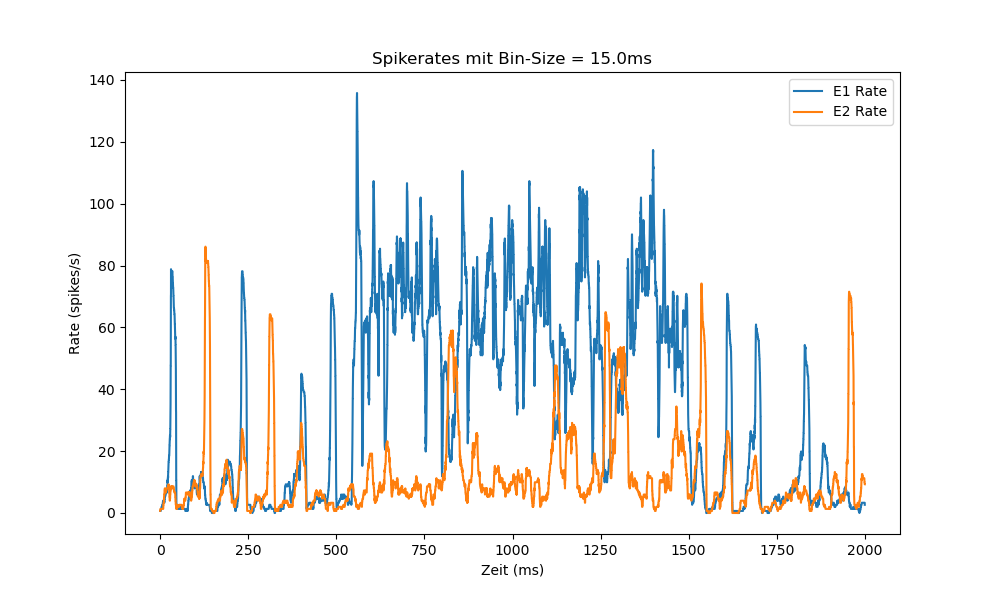 Spikerates mit Bin-Size = 15.0ms
E1 Rate
E2 Rate
Rate (spikes/s)
140
120
100
80
60
40
20
0
0 250 500 750 1000 1250 1500 1750 2000
Zeit (ms)